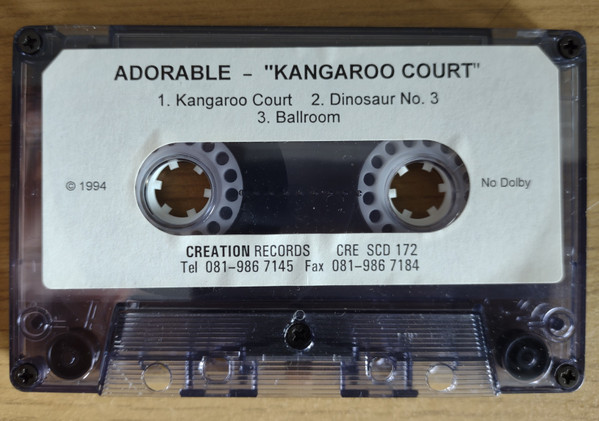 ADORABLE – "KANGAROO COURT"
1. Kangaroo Court 2. Dinosaur No. 3
3. Ballroom
© 1994
No Dolby
CREATION RECORDS CRE SCD 172
Tel 081–986 7145 Fax 081–986 7184